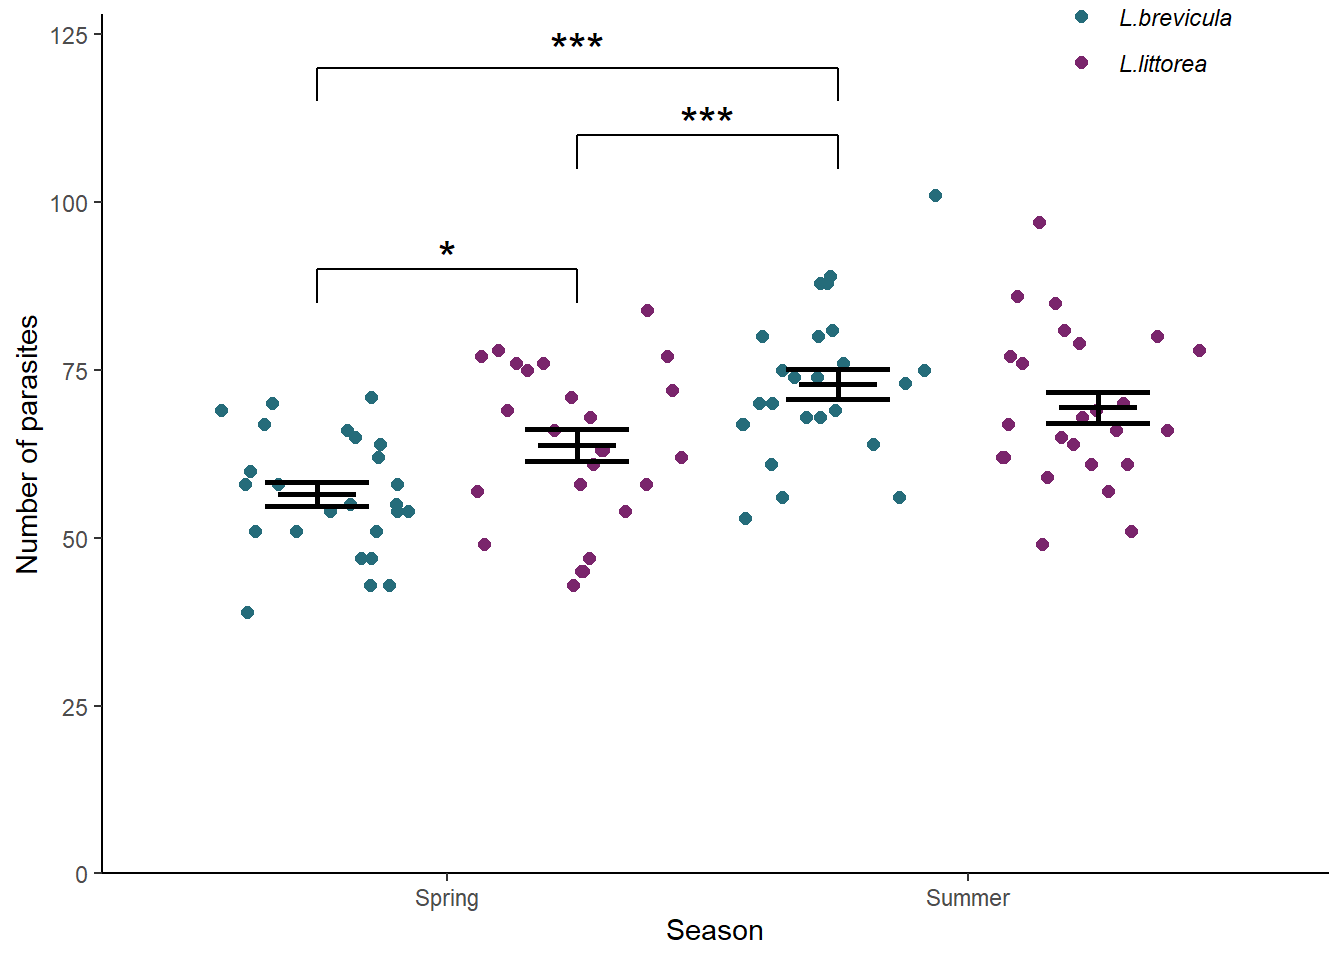 L.brevicula
L.littorea
***
***
*
125
100
75
50
25
0
Number of parasites
Spring
Summer
Season